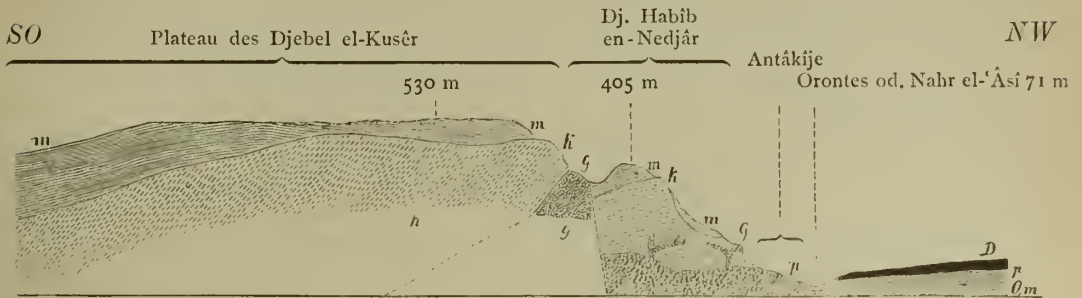 SO Plateau des Djebel el-Kusêr Dj. Habîb NW
en-Nedjâr
Antâkije
530 m 405 m Orontes od. Nahr el-ʿÂsî 71 m
m m k G m k
h g m G
p D
p
0 m